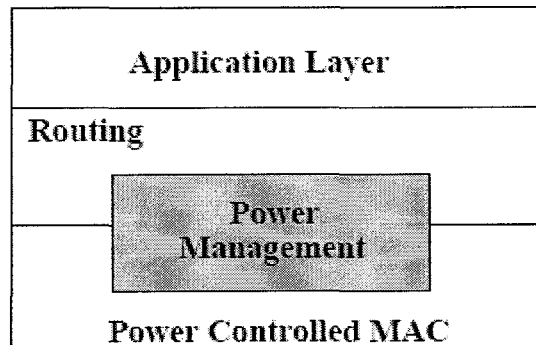 Application Layer
Routing
Power
Management
Power Controlled MAC